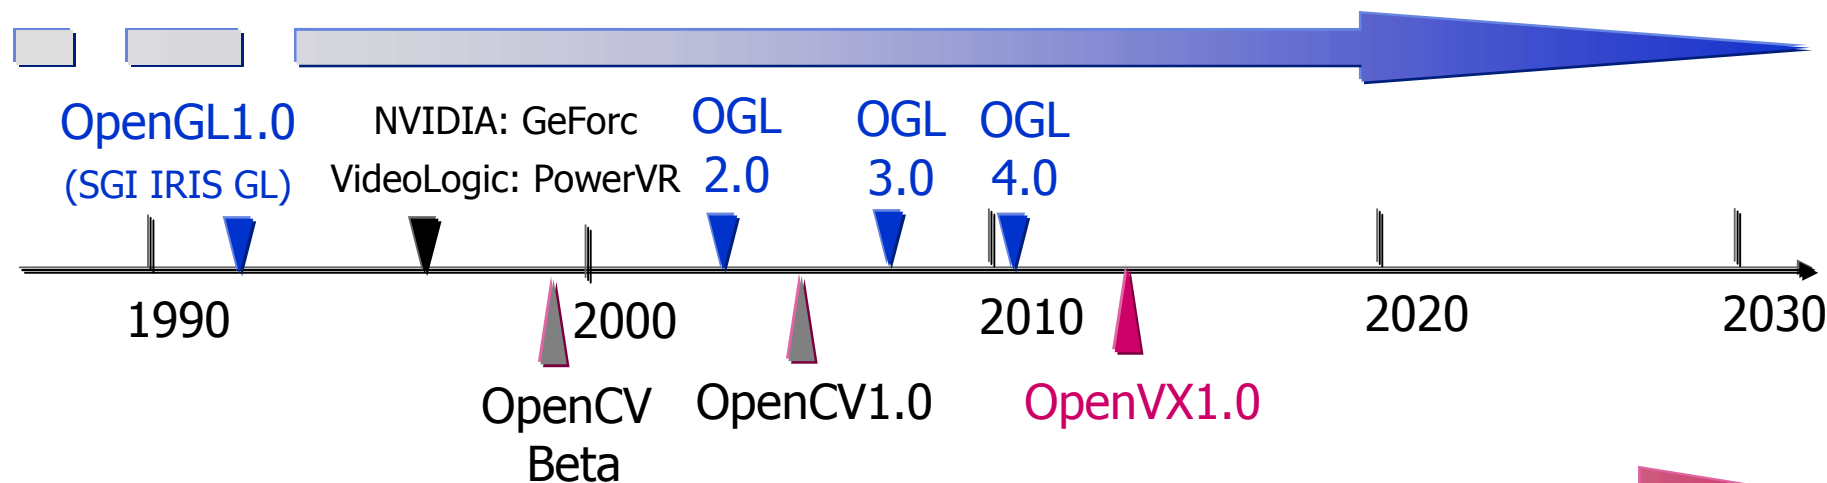 OpenGL1.0
(SGI IRIS GL)
NVIDIA: GeForc
VideoLogic: PowerVR
OGL
2.0
OGL
3.0
OGL
4.0
1990
2000
2010
2020
2030
OpenCV
Beta
OpenCV1.0
OpenVX1.0